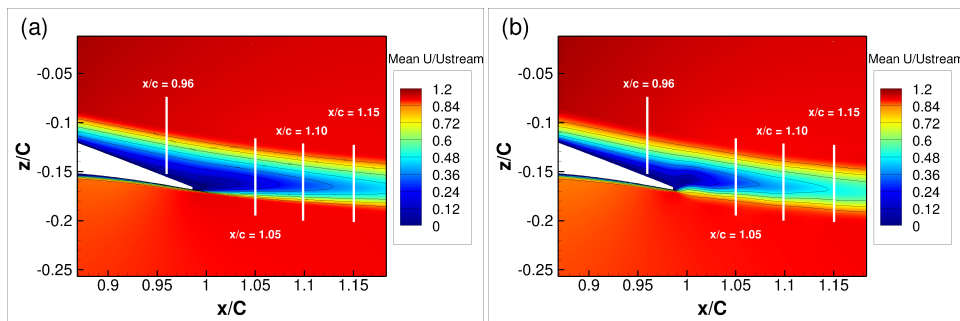 (a)
Mean U/Ustream
1.2
0.84
0.72
0.6
0.48
0.36
0.24
0.12
0
x/c = 0.96
x/c = 1.15
x/c = 1.10
x/c = 1.05
-0.05
-0.1
-0.15
-0.2
-0.25
z/C
0.9 0.95 1 1.05 1.1 1.15
x/C
(b)
Mean U/Ustream
1.2
0.84
0.72
0.6
0.48
0.36
0.24
0.12
0
x/c = 0.96
x/c = 1.15
x/c = 1.10
x/c = 1.05
-0.05
-0.1
-0.15
-0.2
-0.25
z/C
0.9 0.95 1 1.05 1.1 1.15
x/C